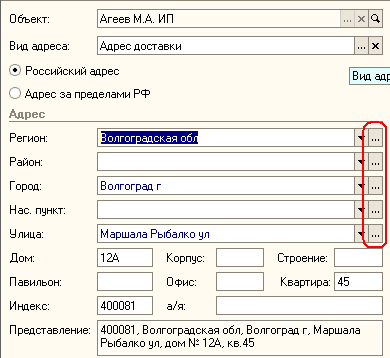 Объект: Агеев М.А. ИП ... ×
Вид адреса: Адрес доставки ... ×
Российский адрес
Вид адр
Адрес за пределами РФ
Адрес
Регион: Волгоградская обл ...
Район: ...
Город: Волгоград г ...
Нас. пункт: ...
Улица: Маршала Рыбалко ул ...
Дом: 12А Корпус: Строение:
Павильон: Офис: Квартира: 45
Индекс: 400081 а/я:
Представление: 400081, Волгоградская обл, Волгоград г, Маршала
Рыбалко ул, дом № 12А, кв.45